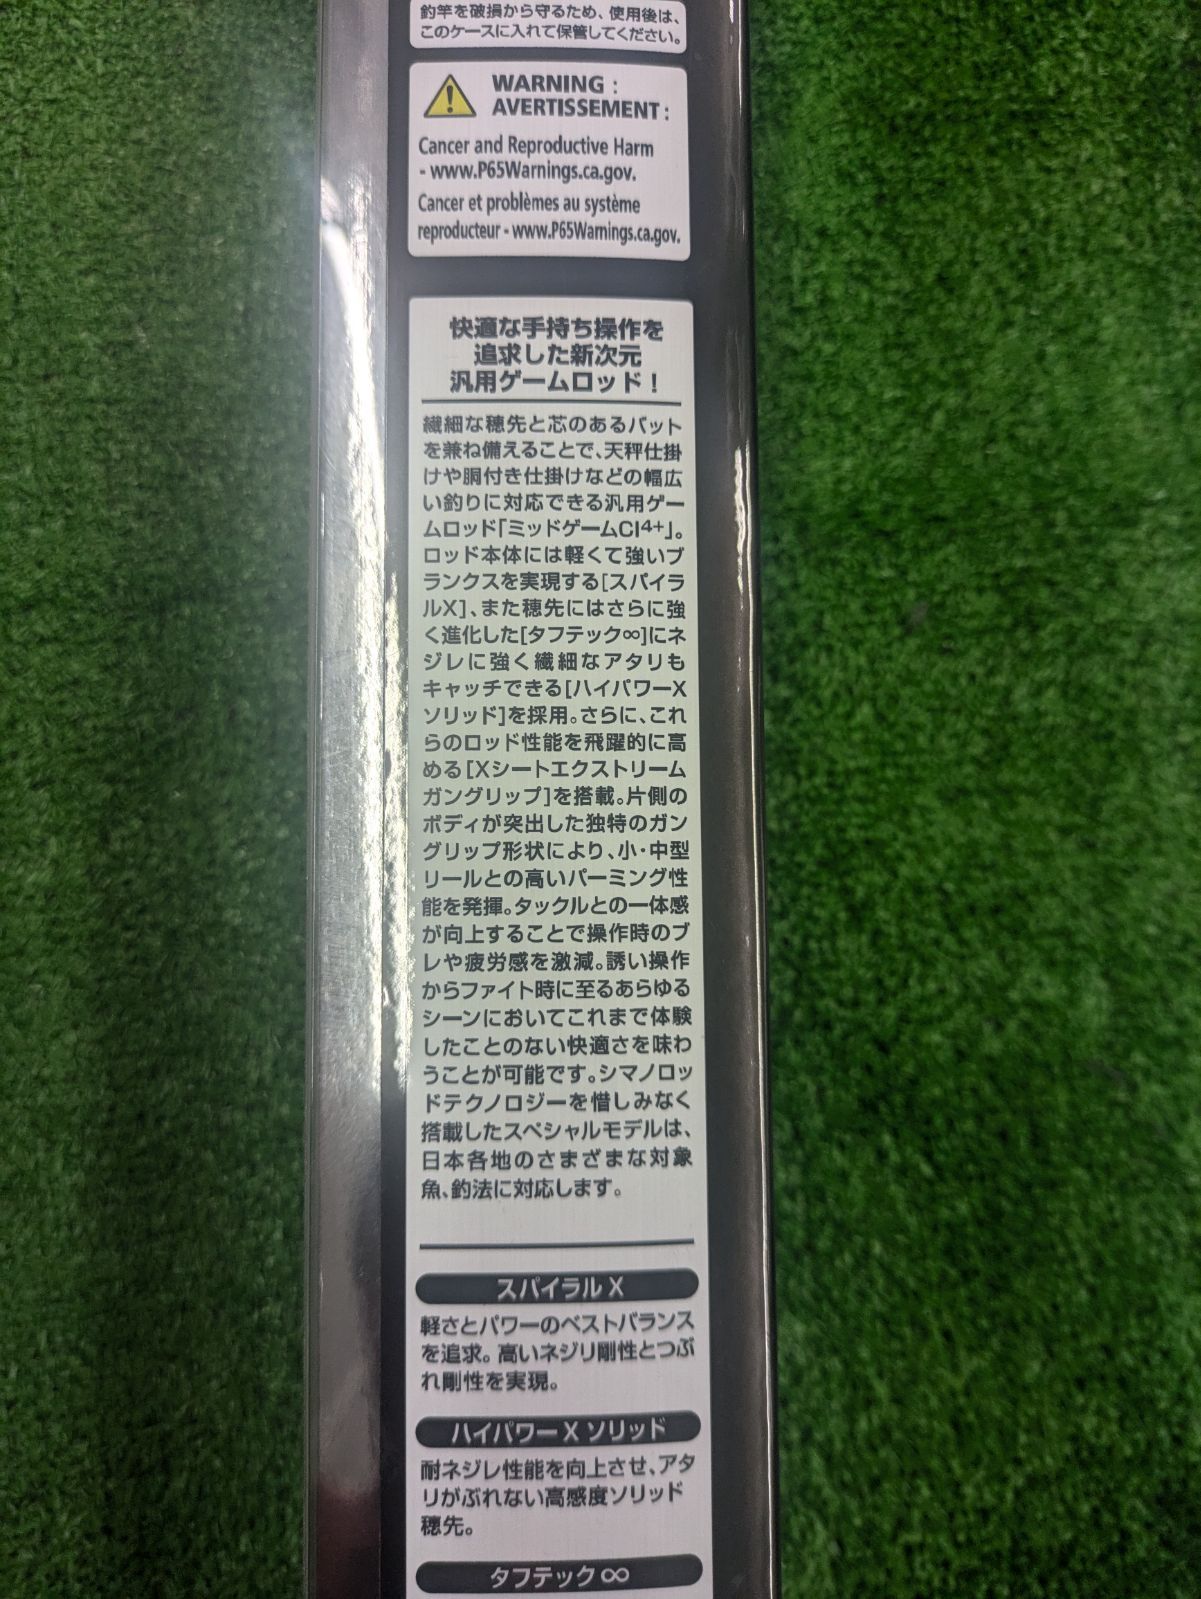 釣竿を破損から守るため、使用後は、
このケースに入れて保管してください。
WARNING :
AVERTISSEMENT :
Cancer and Reproductive Harm
- www.P65Warnings.ca.gov.
Cancer et problèmes au système
reproducteur - www.P65Warnings.ca.gov.
快適な手持ち操作を
追求した新次元
汎用ゲームロッド！
繊細な穂先と芯のあるバット
を兼ね備えることで、天秤仕掛
けや胴付き仕掛けなどの幅広
い釣りに対応できる汎用ゲー
ムロッド「ミッドゲームCI4+」。
ロッド本体には軽くて強いブ
ランクスを実現する[スパイラ
ルX]、また穂先にはさらに強
く進化した[タフテック∞]にネ
ジレに強く繊細なアタリも
キャッチできる[ハイパワーX
ソリッド]を採用。さらに、これ
らのロッド性能を飛躍的に高
める[Xシートエクストリーム
ガングリップ]を搭載。片側の
ボディが突出した独特のガン
グリップ形状により、小・中型
リールとの高いパーミング性
能を発揮。タックルとの一体感
が向上することで操作時のブ
レや疲労感を激減。誘い操作
からファイト時に至るあらゆる
シーンにおいてこれまで体験
したことのない快適さを味わ
うことが可能です。シマノロッ
ドテクノロジーを惜しみなく
搭載したスペシャルモデルは、
日本各地のさまざまな対象
魚、釣法に対応します。
スパイラルX
軽さとパワーのベストバランス
を追求。高いネジリ剛性とつぶ
れ剛性を実現。
ハイパワーX ソリッド
耐ネジレ性能を向上させ、アタ
リがぶれない高感度ソリッド
穂先。
タフテック∞